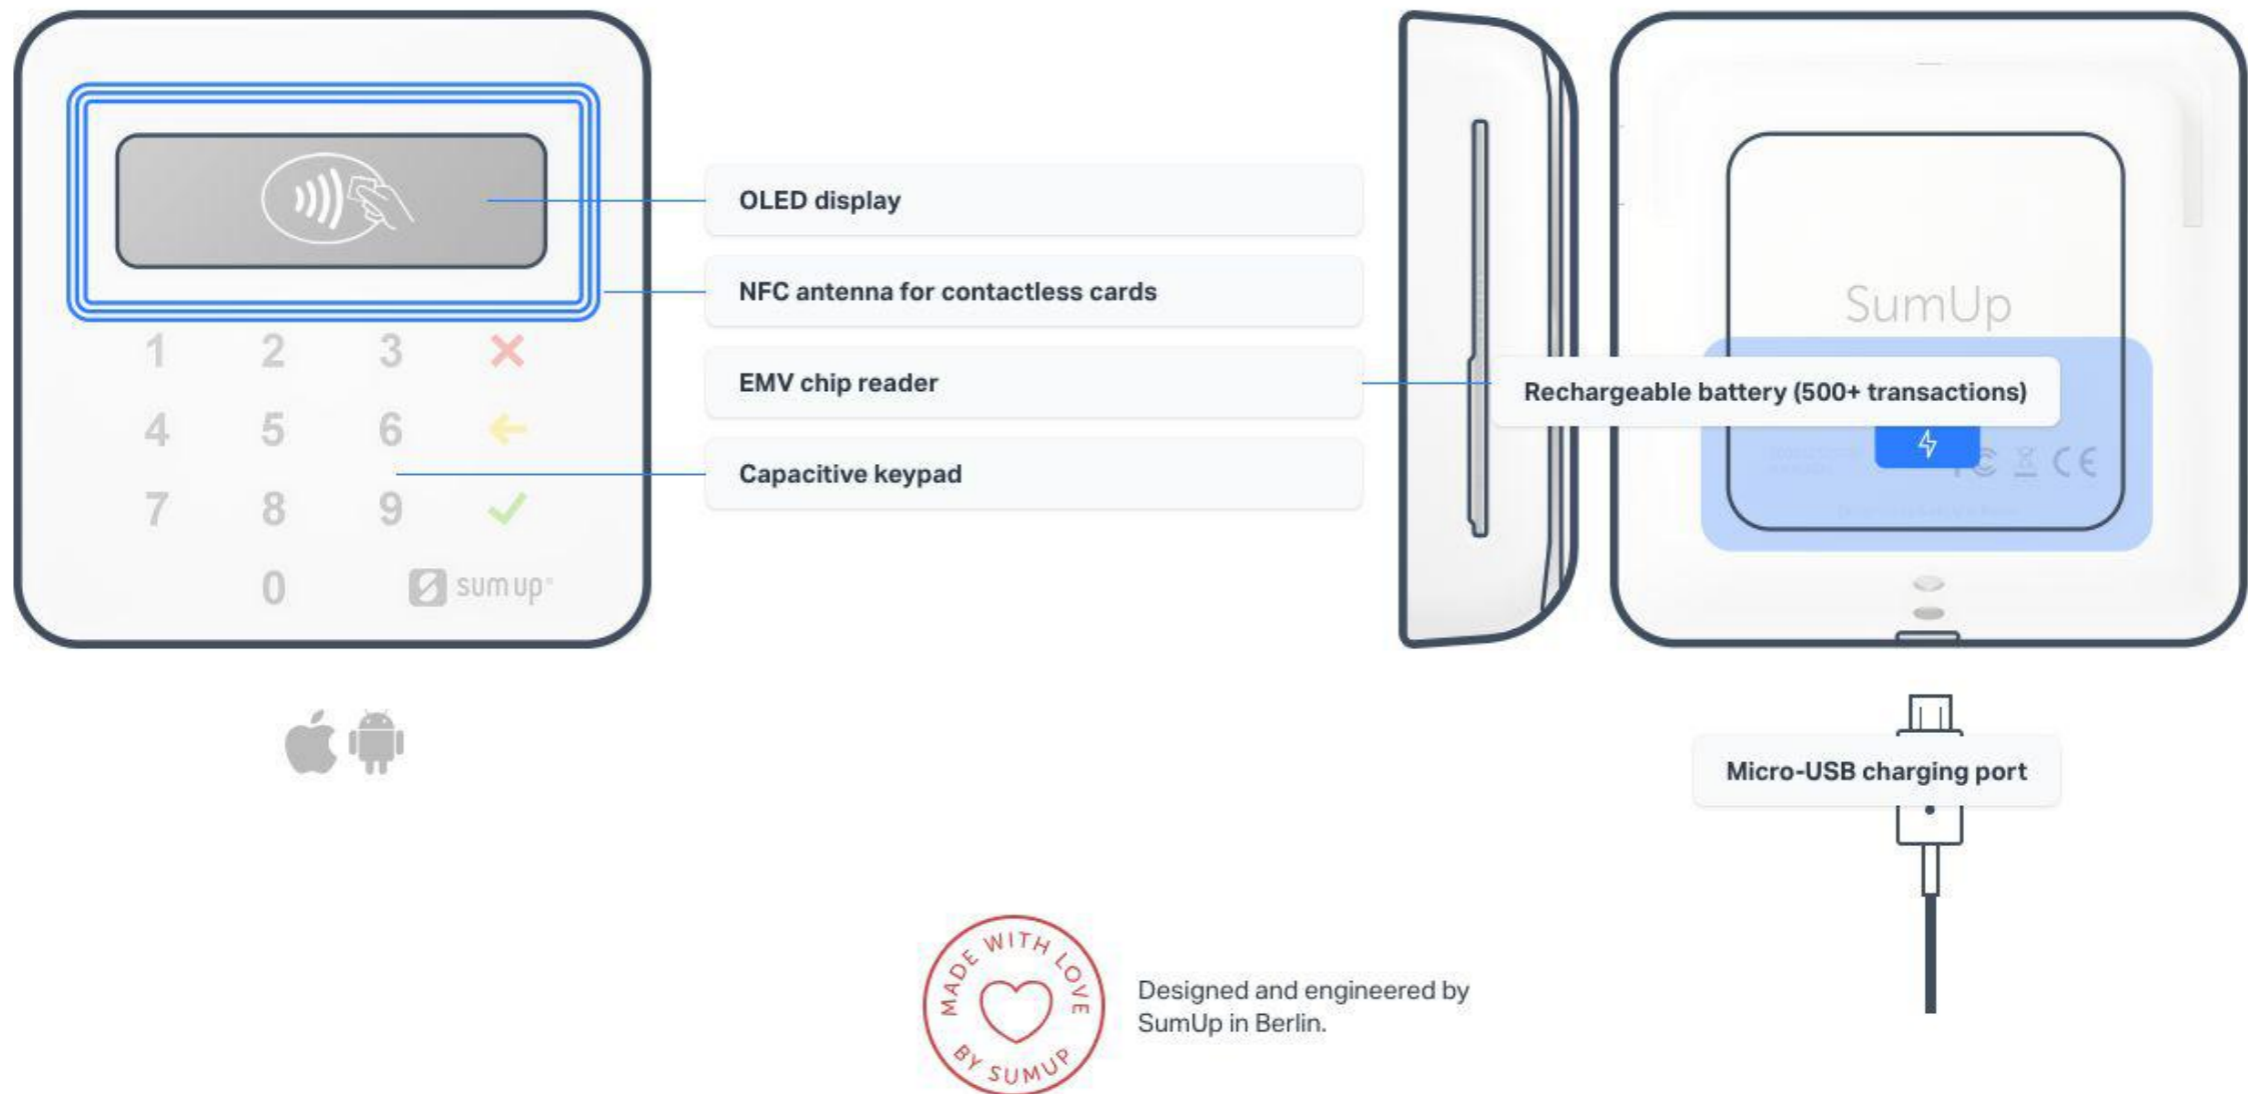 OLED display
NFC antenna for contactless cards
EMV chip reader
Capacitive keypad
1 2 3
4 5 6
7 8 9
0 sumup®
SumUp
Rechargeable battery (500+ transactions)
CE
Micro-USB charging port
MADE WITH LOVE
BY SUMUP
Designed and engineered by
SumUp in Berlin.